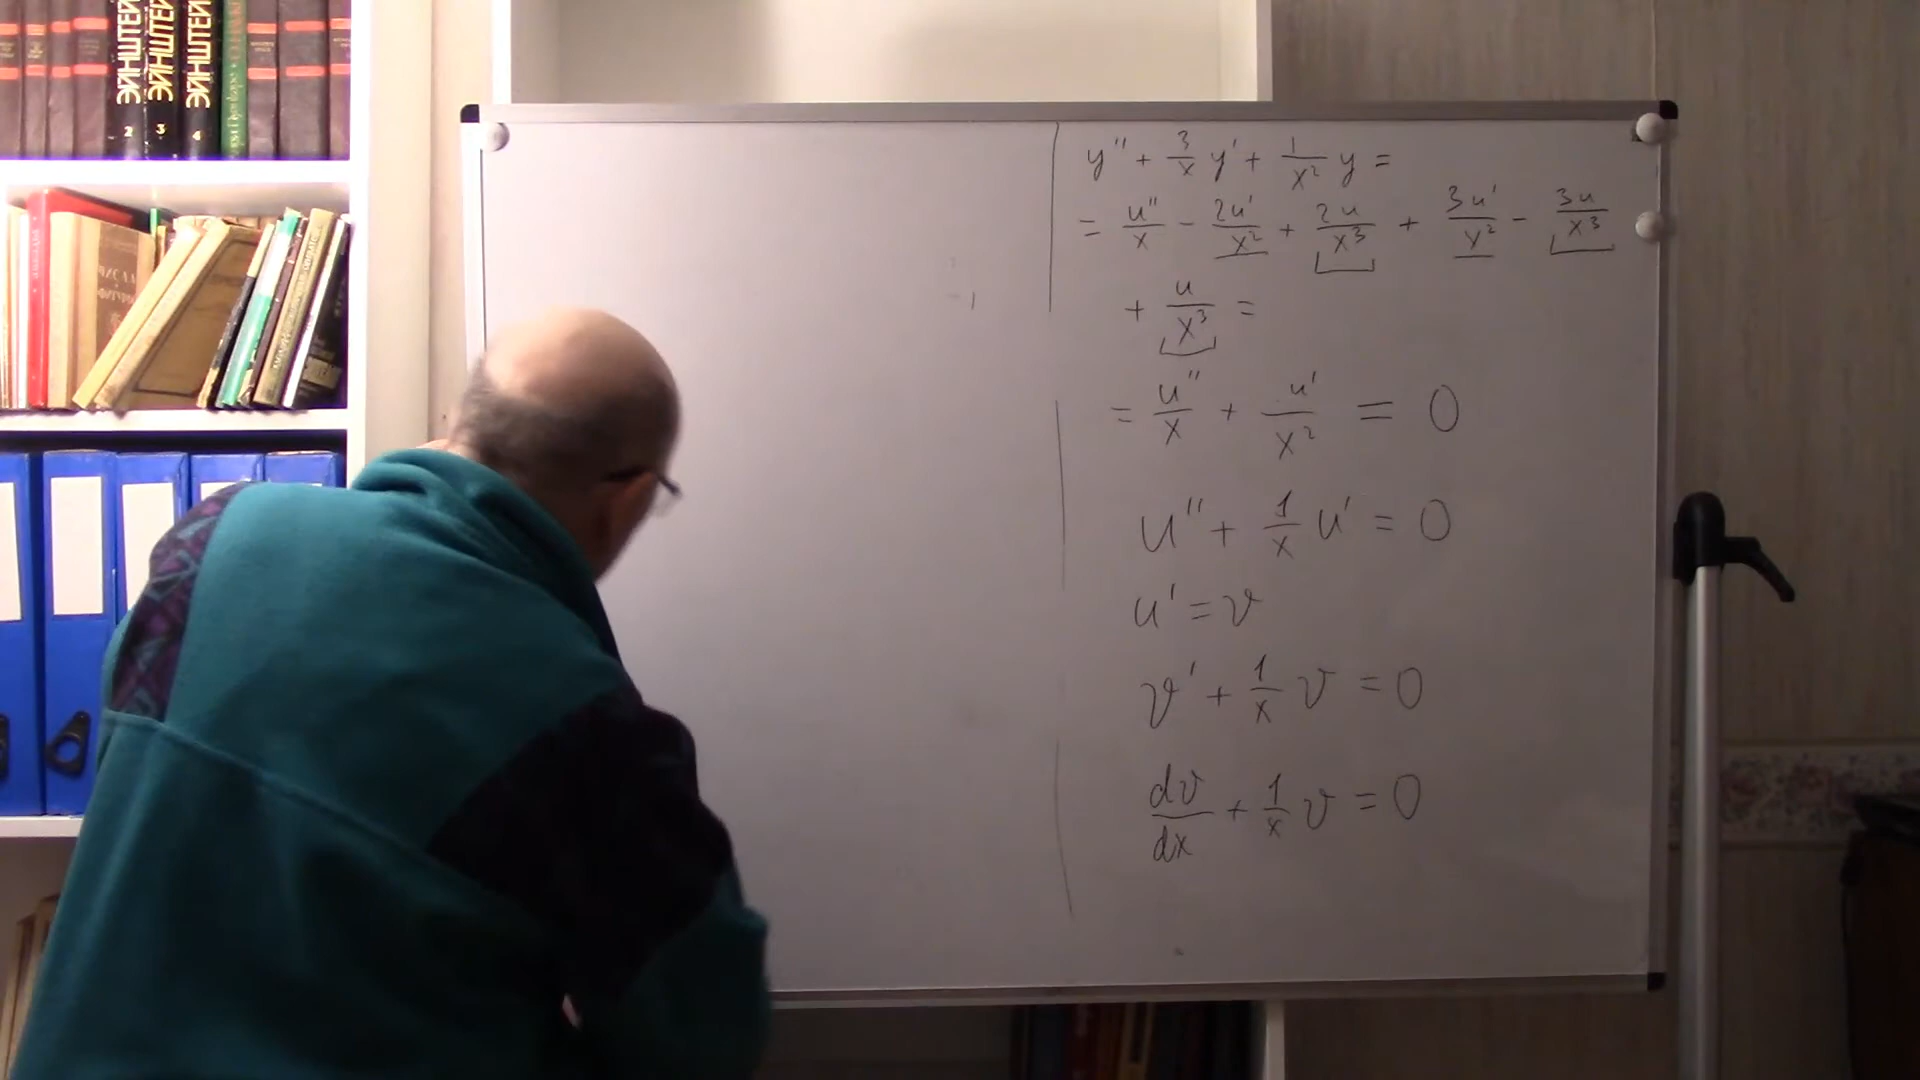 ЭЙНШТЕЙН
2
ЭЙНШТЕЙН
3
ЭЙНШТЕЙН
4
y'' + 3/x y' + 1/x² y =
= u''/x - 2u'/x² + 2u/x³ + 3u'/x² - 3u/x³
+ u/x³ =
= u''/x + u'/x² = 0
u'' + 1/x u' = 0
u' = v
v' + 1/x v = 0
dv/dx + 1/x v = 0